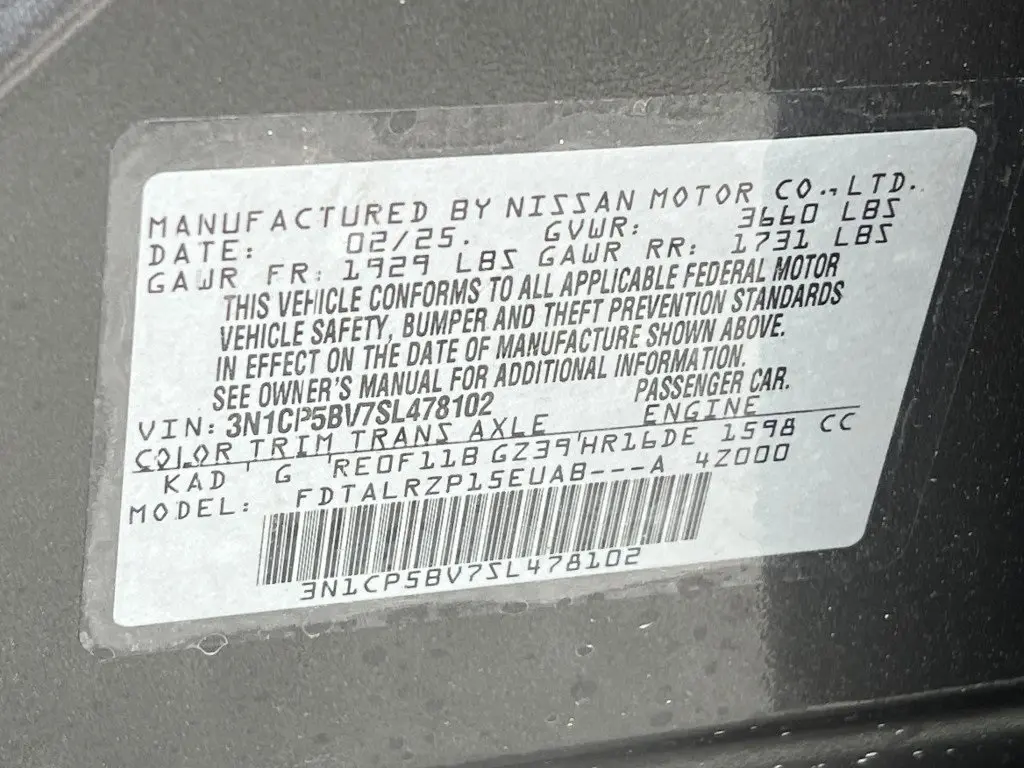 MANUFACTURED BY NISSAN MOTOR CO., LTD.
DATE: 02/25. GVWR: 3660 LBS
GAWR FR: 1929 LBS GAWR RR: 1731 LBS
THIS VEHICLE CONFORMS TO ALL APPLICABLE FEDERAL MOTOR
VEHICLE SAFETY, BUMPER AND THEFT PREVENTION STANDARDS
IN EFFECT ON THE DATE OF MANUFACTURE SHOWN ABOVE.
SEE OWNER'S MANUAL FOR ADDITIONAL INFORMATION.
VIN: 3N1CP5BV7SL478102 PASSENGER CAR.
COLOR TRIM TRANS AXLE ENGINE
KAD G RE0F11B GZ39 HR16DE 1598 CC
MODEL: FDTALRZP15EUAB---A 4Z000
3N1CP5BV7SL478102